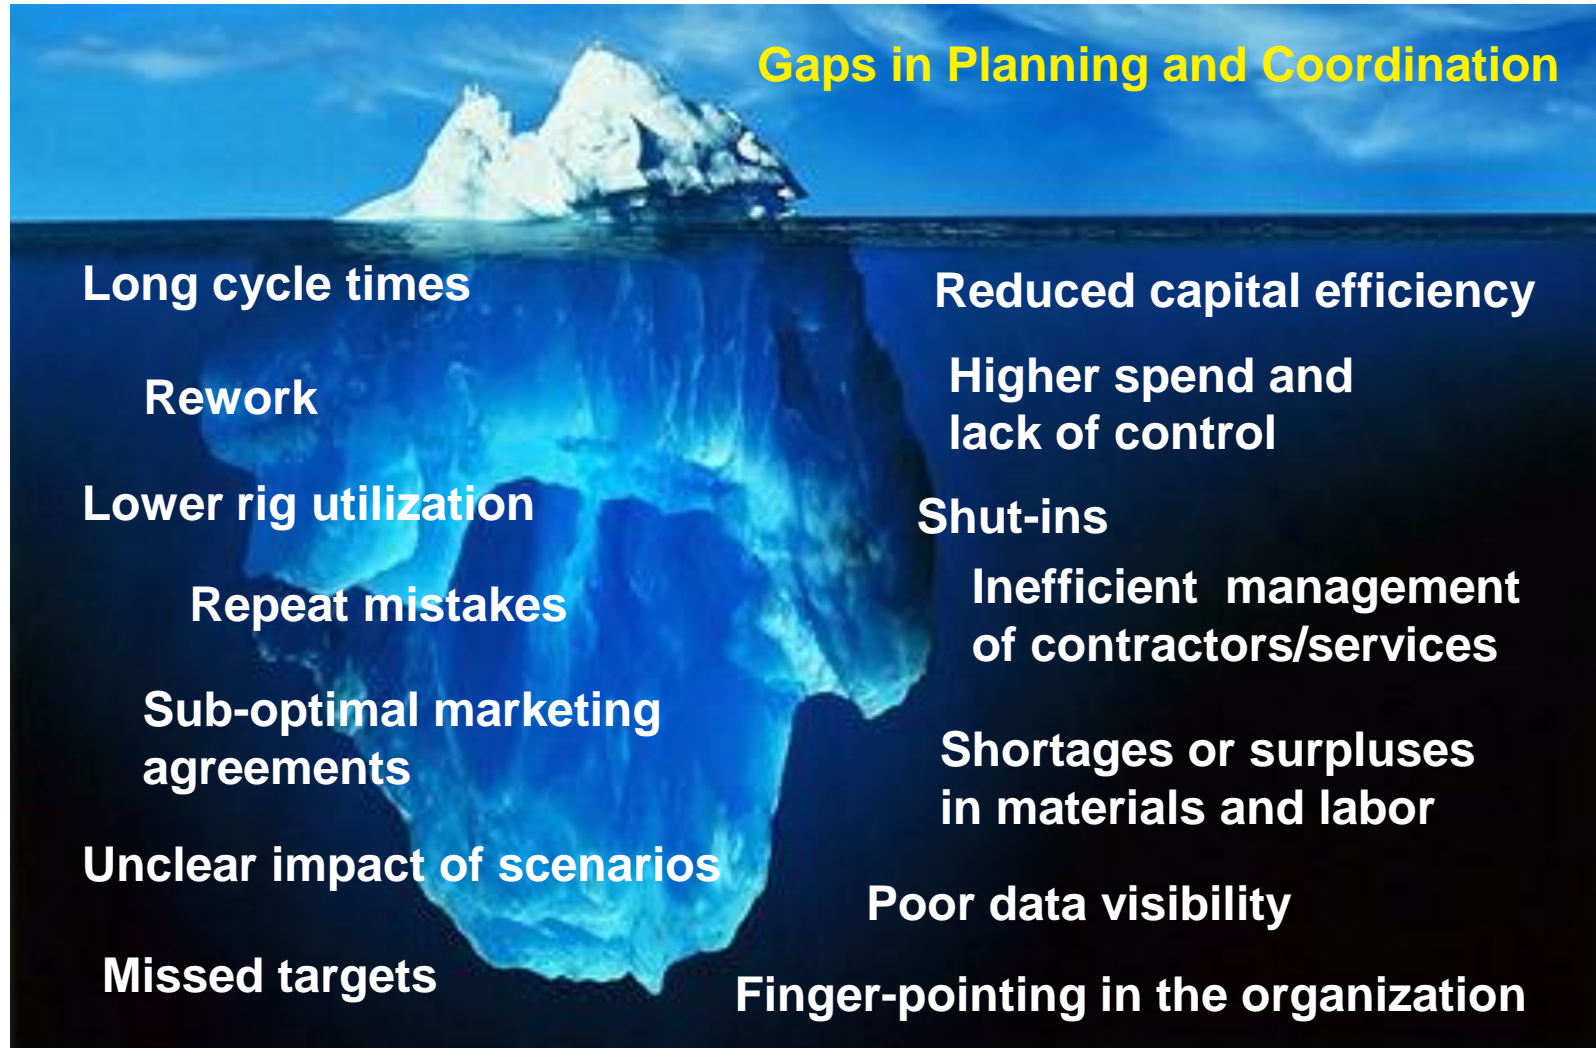 Gaps in Planning and Coordination
Long cycle times
Rework
Lower rig utilization
Repeat mistakes
Sub-optimal marketing
agreements
Unclear impact of scenarios
Missed targets
Reduced capital efficiency
Higher spend and
lack of control
Shut-ins
Inefficient  management
of contractors/services
Shortages or surpluses
in materials and labor
Poor data visibility
Finger-pointing in the organization